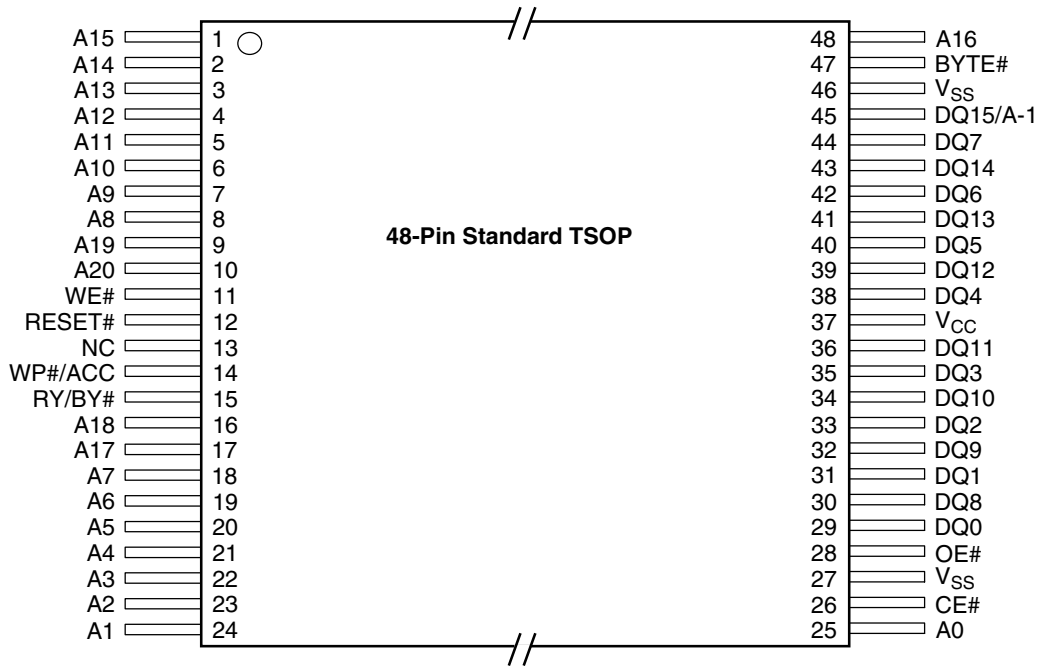 A15 1 48 A16
A14 2 47 BYTE#
A13 3 46 VSS
A12 4 45 DQ15/A-1
A11 5 44 DQ7
A10 6 43 DQ14
A9 7 42 DQ6
A8 8 41 DQ13
A19 9 40 DQ5
A20 10 39 DQ12
WE# 11 38 DQ4
RESET# 12 37 VCC
NC 13 36 DQ11
WP#/ACC 14 35 DQ3
RY/BY# 15 34 DQ10
A18 16 33 DQ2
A17 17 32 DQ9
A7 18 31 DQ1
A6 19 30 DQ8
A5 20 29 DQ0
A4 21 28 OE#
A3 22 27 VSS
A2 23 26 CE#
A1 24 25 A0
48-Pin Standard TSOP